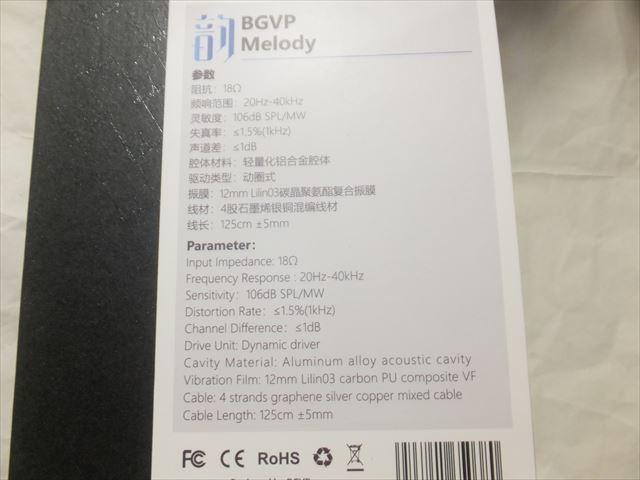 韵 BGVP
Melody
参数
阻抗：18Ω
频响范围：20Hz-40kHz
灵敏度：106dB SPL/MW
失真率：≤1.5%(1kHz)
声道差：≤1dB
腔体材料：轻量化铝合金腔体
驱动类型：动圈式
振膜：12mm Lilin03碳晶聚氨酯复合振膜
线材：4股石墨烯银铜混编线材
线长：125cm ±5mm
Parameter:
Input Impedance: 18Ω
Frequency Response : 20Hz-40kHz
Sensitivity: 106dB SPL/MW
Distortion Rate: ≤1.5%(1kHz)
Channel Difference: ≤1dB
Drive Unit: Dynamic driver
Cavity Material: Aluminum alloy acoustic cavity
Vibration Film: 12mm Lilin03 carbon PU composite VF
Cable: 4 strands graphene silver copper mixed cable
Cable Length: 125cm ±5mm
FC CE RoHS